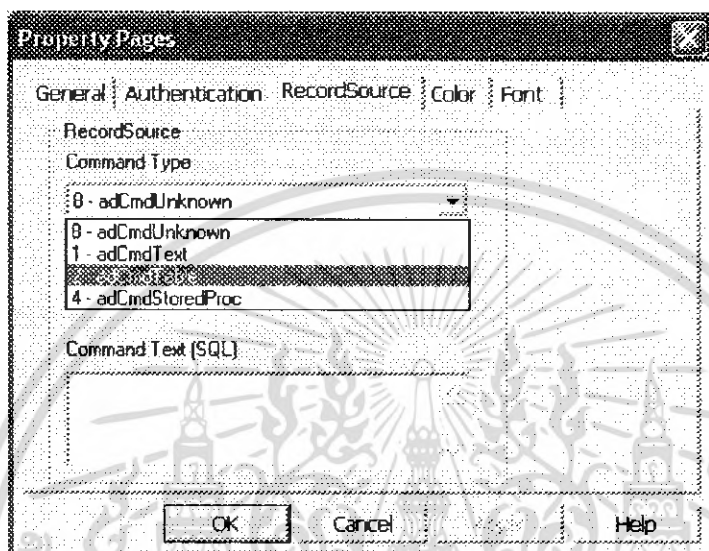 Property Pages
General Authentication RecordSource Color Font
RecordSource
Command Type
8 - adCmdUnknown
8 - adCmdUnknown
1 - adCmdText
4 - adCmdStoredProc
Command Text (SQL)
OK Cancel Help